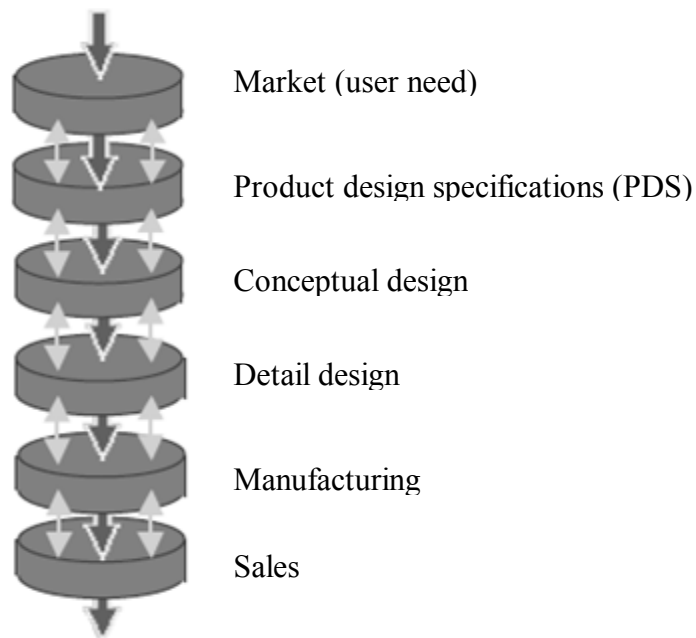 Market (user need)
Product design specifications (PDS)
Conceptual design
Detail design
Manufacturing
Sales